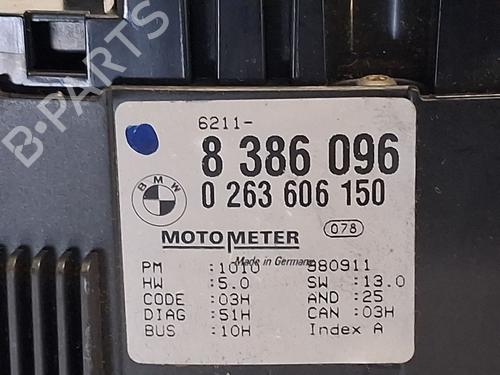 B-PARTS
6211-
8 386 096
BMW
0 263 606 150
MOTOMETER
078
Made in Germany
PM :1010 980911
HW :5.0 SW :13.0
CODE :03H AND :25
DIAG :51H CAN :03H
BUS :10H Index A